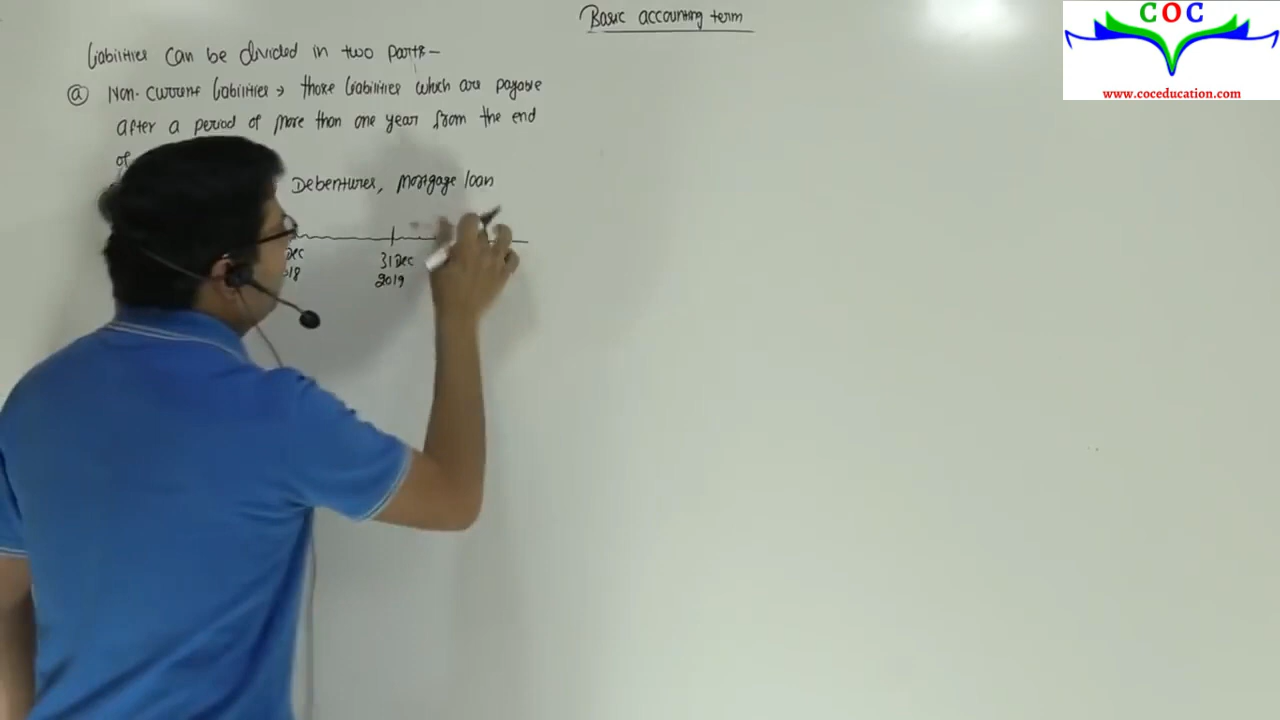 Basic accounting term
COC
www.coceducation.com
Liabilities can be divided in two parts-
(a) Non-current liabilities → those liabilities which are payable
after a period of more than one year from the end
of
Debentures, Mortgage loan
31 Dec
2019